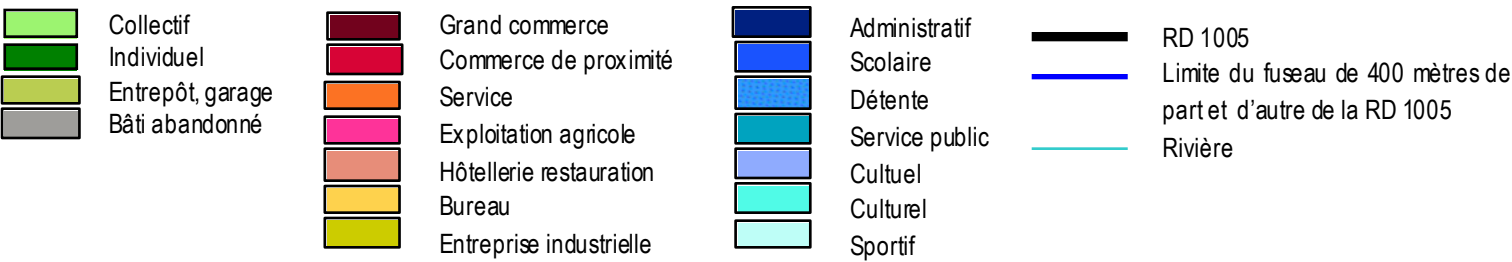 Collectif
Individuel
Entrepôt, garage
Bâti abandonné
Grand commerce
Commerce de proximité
Service
Exploitation agricole
Hôtellerie restauration
Bureau
Entreprise industrielle
Administratif
Scolaire
Détente
Service public
Cultuel
Culturel
Sportif
RD 1005
Limite du fuseau de 400 mètres de
part et d'autre de la RD 1005
Rivière